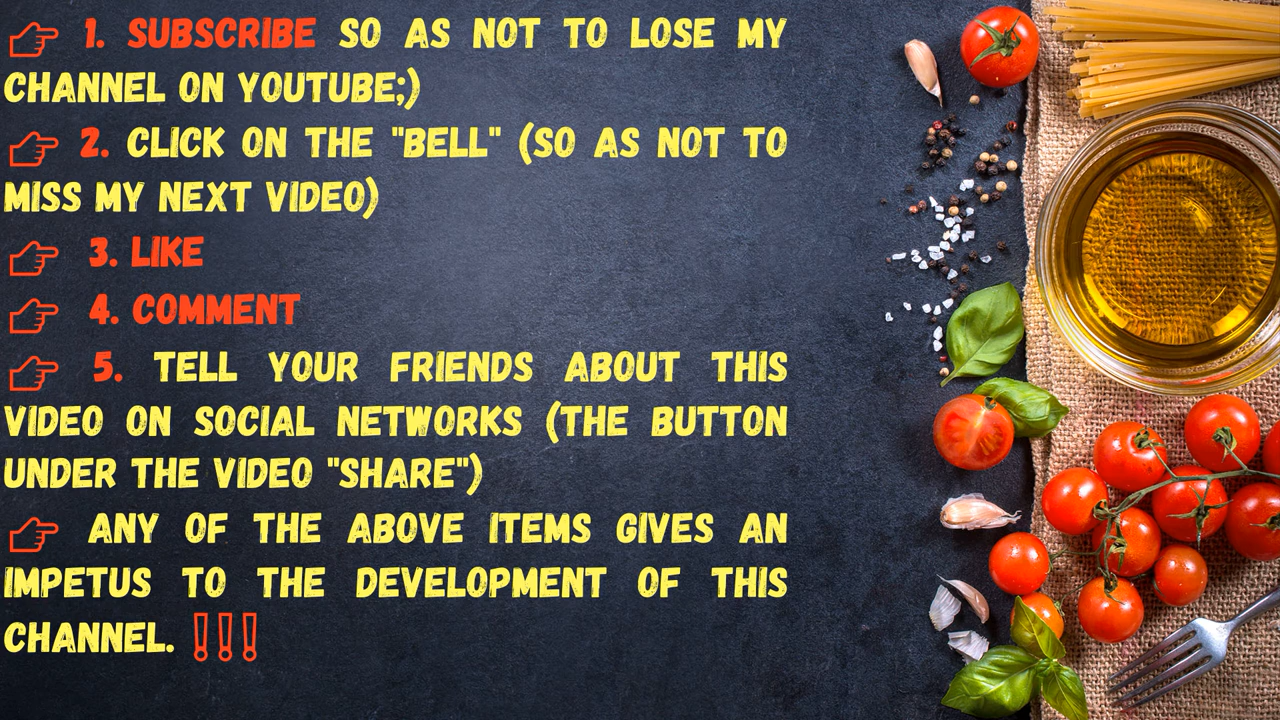 1. SUBSCRIBE SO AS NOT TO LOSE MY
CHANNEL ON YOUTUBE;)
2. CLICK ON THE "BELL" (SO AS NOT TO
MISS MY NEXT VIDEO)
3. LIKE
4. COMMENT
5. TELL YOUR FRIENDS ABOUT THIS
VIDEO ON SOCIAL NETWORKS (THE BUTTON
UNDER THE VIDEO "SHARE")
ANY OF THE ABOVE ITEMS GIVES AN
IMPETUS TO THE DEVELOPMENT OF THIS
CHANNEL. !!!